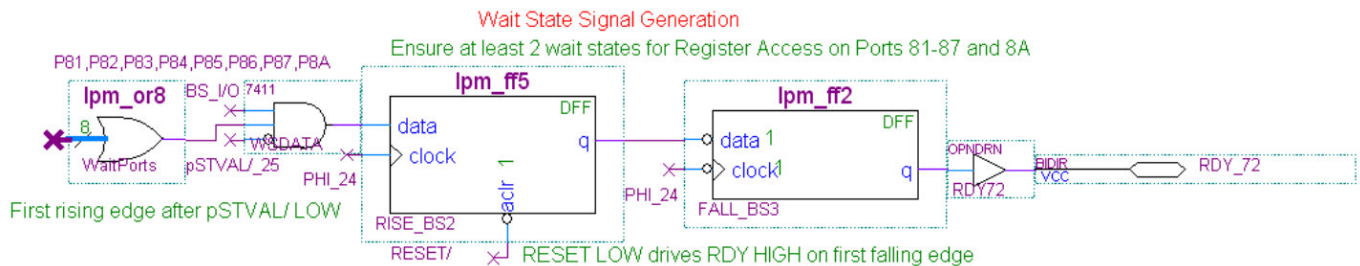 Wait State Signal Generation
Ensure at least 2 wait states for Register Access on Ports 81-87 and 8A
P81,P82,P83,P84,P85,P86,P87,P8A
lpm_or8
BS_I/O 7411
lpm_ff5
lpm_ff2
DFF
DFF
8
WSDATA
data
q
data 1
OPNDRN
BIDIR
RDY_72
WaitPorts
pSTVAL/_25
clock
clock 1
q
VCC
PHI_24
1
aclr
PHI_24
RDY72
First rising edge after pSTVAL/ LOW
RISE_BS2
FALL_BS3
RESET/
RESET LOW drives RDY HIGH on first falling edge